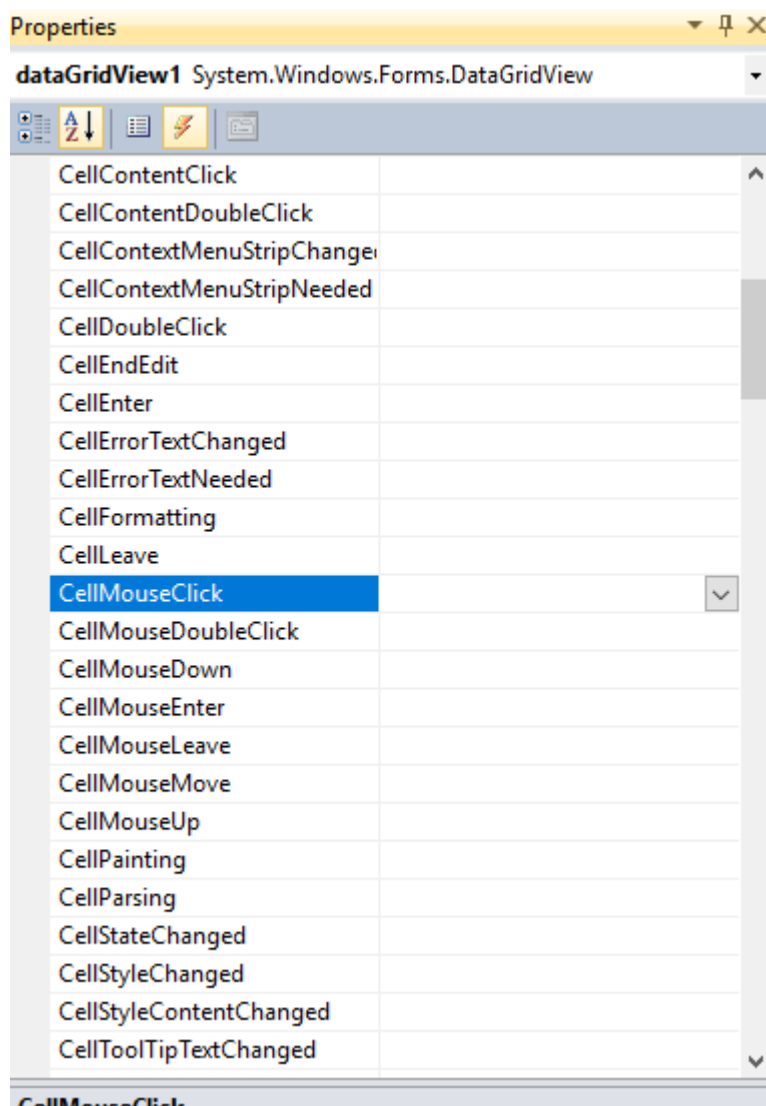 Properties
dataGridView1 System.Windows.Forms.DataGridView
CellContentClick
CellContentDoubleClick
CellContextMenuStripChange
CellContextMenuStripNeeded
CellDoubleClick
CellEndEdit
CellEnter
CellErrorTextChanged
CellErrorTextNeeded
CellFormatting
CellLeave
CellMouseClick
CellMouseDoubleClick
CellMouseDown
CellMouseEnter
CellMouseLeave
CellMouseMove
CellMouseUp
CellPainting
CellParsing
CellStateChanged
CellStyleChanged
CellStyleContentChanged
CellToolTipTextChanged
CellMouseClick